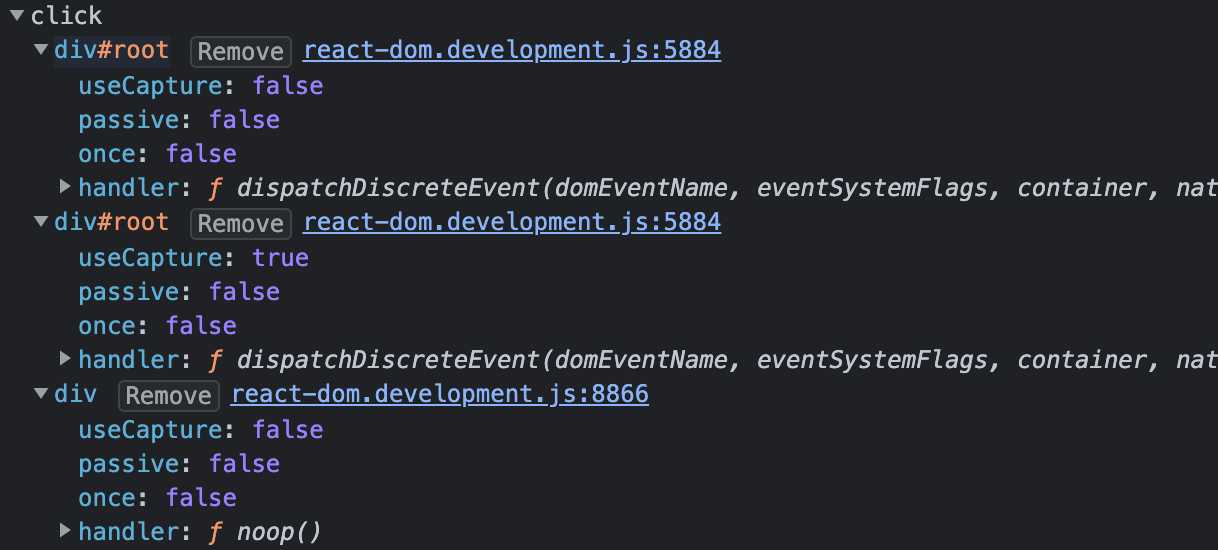 click
div#root Remove react-dom.development.js:5884
useCapture: false
passive: false
once: false
handler: ƒ dispatchDiscreteEvent(domEventName, eventSystemFlags, container, nat
div#root Remove react-dom.development.js:5884
useCapture: true
passive: false
once: false
handler: ƒ dispatchDiscreteEvent(domEventName, eventSystemFlags, container, nat
div Remove react-dom.development.js:8866
useCapture: false
passive: false
once: false
handler: ƒ noop()